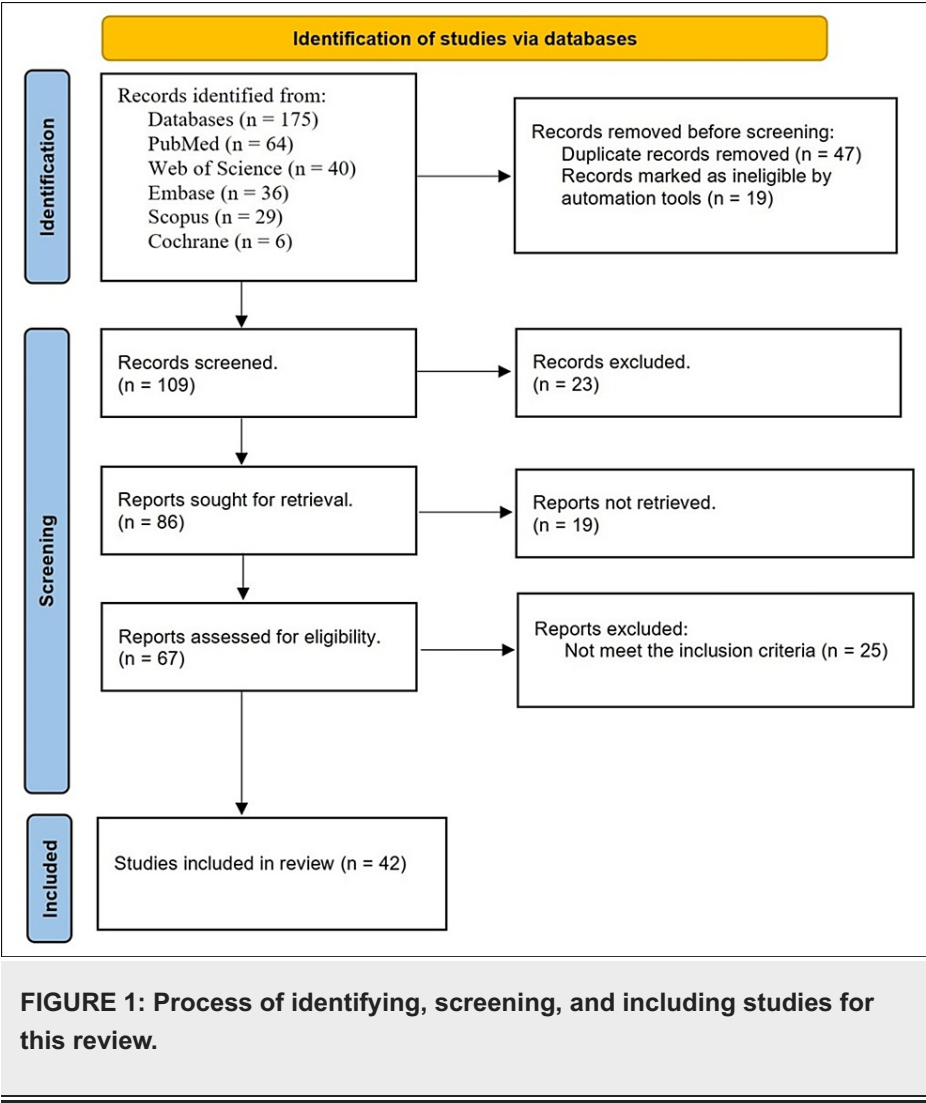 Identification of studies via databases
Identification
Records identified from:
Databases (n = 175)
PubMed (n = 64)
Web of Science (n = 40)
Embase (n = 36)
Scopus (n = 29)
Cochrane (n = 6)
Records removed before screening:
Duplicate records removed (n = 47)
Records marked as ineligible by
automation tools (n = 19)
Screening
Records screened.
(n = 109)
Records excluded.
(n = 23)
Reports sought for retrieval.
(n = 86)
Reports not retrieved.
(n = 19)
Reports assessed for eligibility.
(n = 67)
Reports excluded:
Not meet the inclusion criteria (n = 25)
Included
Studies included in review (n = 42)
FIGURE 1: Process of identifying, screening, and including studies for
this review.